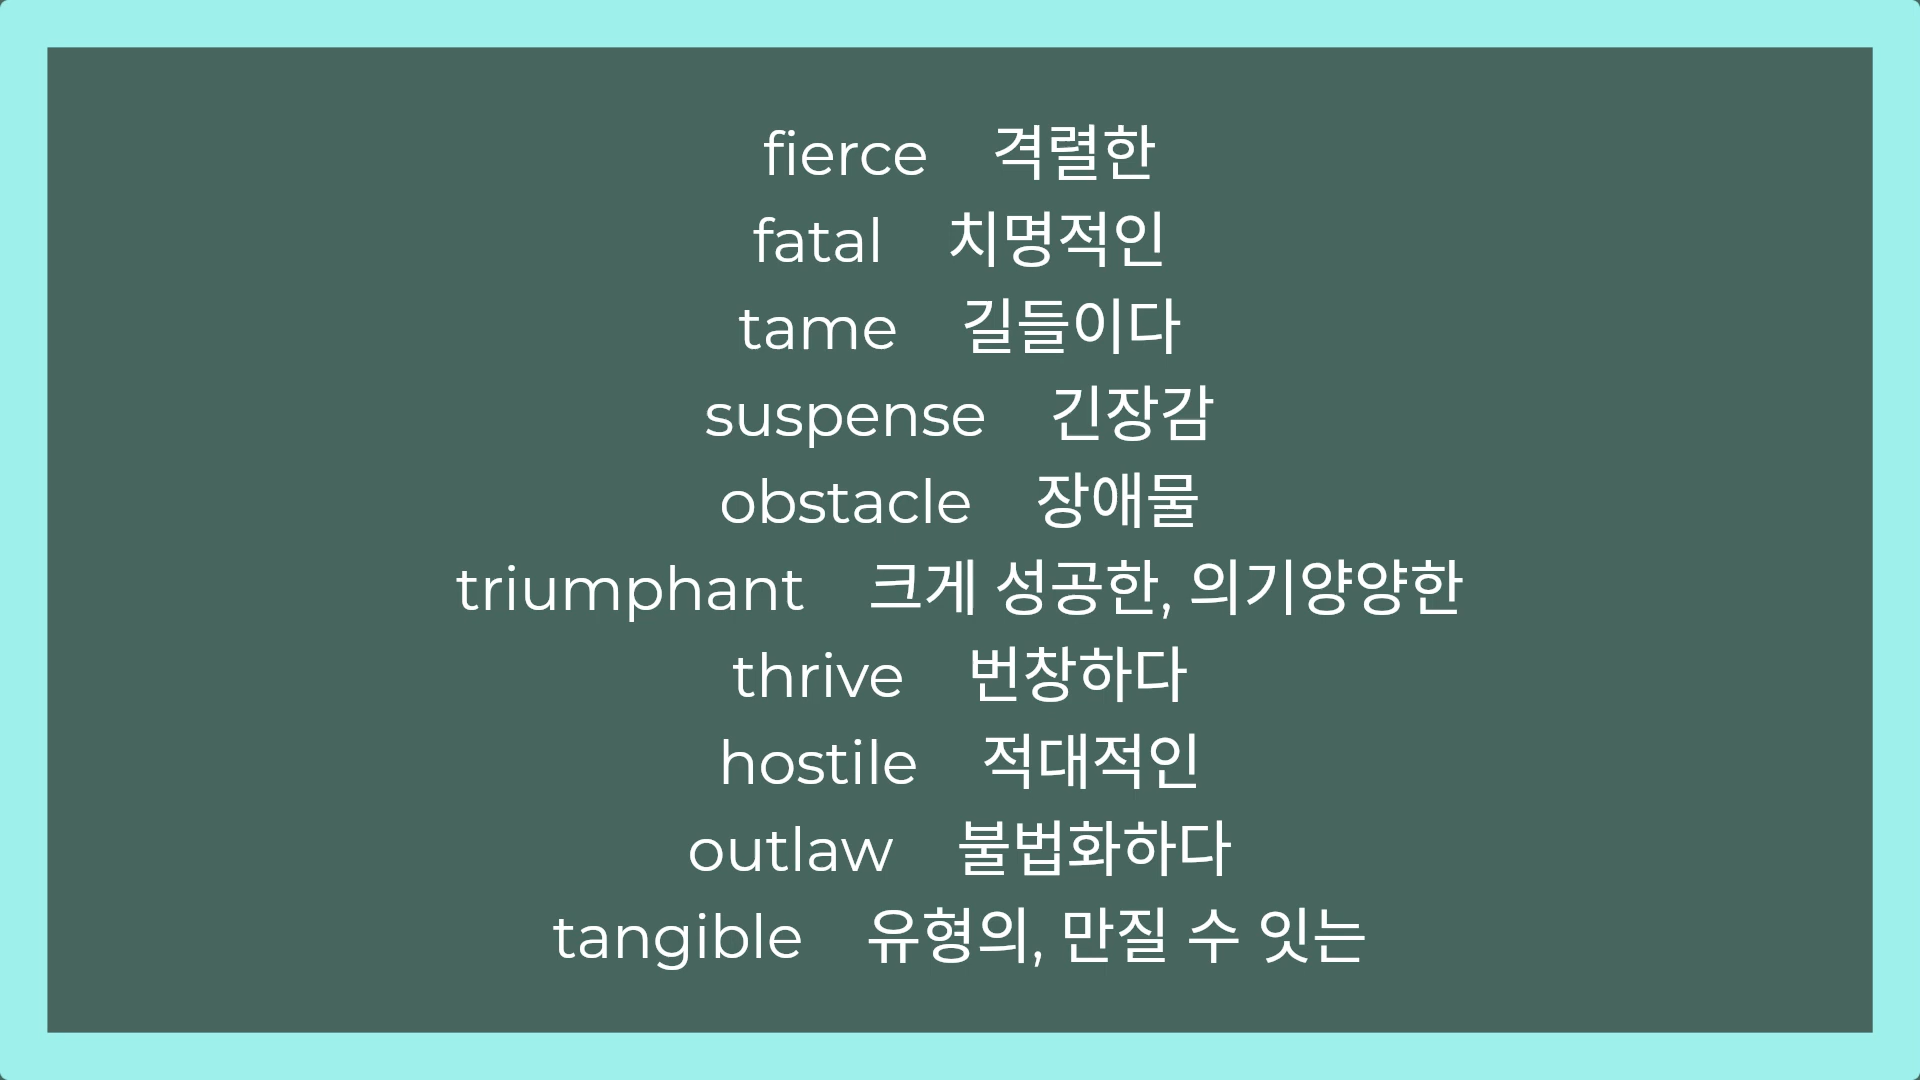 fierce 격렬한
fatal 치명적인
tame 길들이다
suspense 긴장감
obstacle 장애물
triumphant 크게 성공한, 의기양양한
thrive 번창하다
hostile 적대적인
outlaw 불법화하다
tangible 유형의, 만질 수 잇는